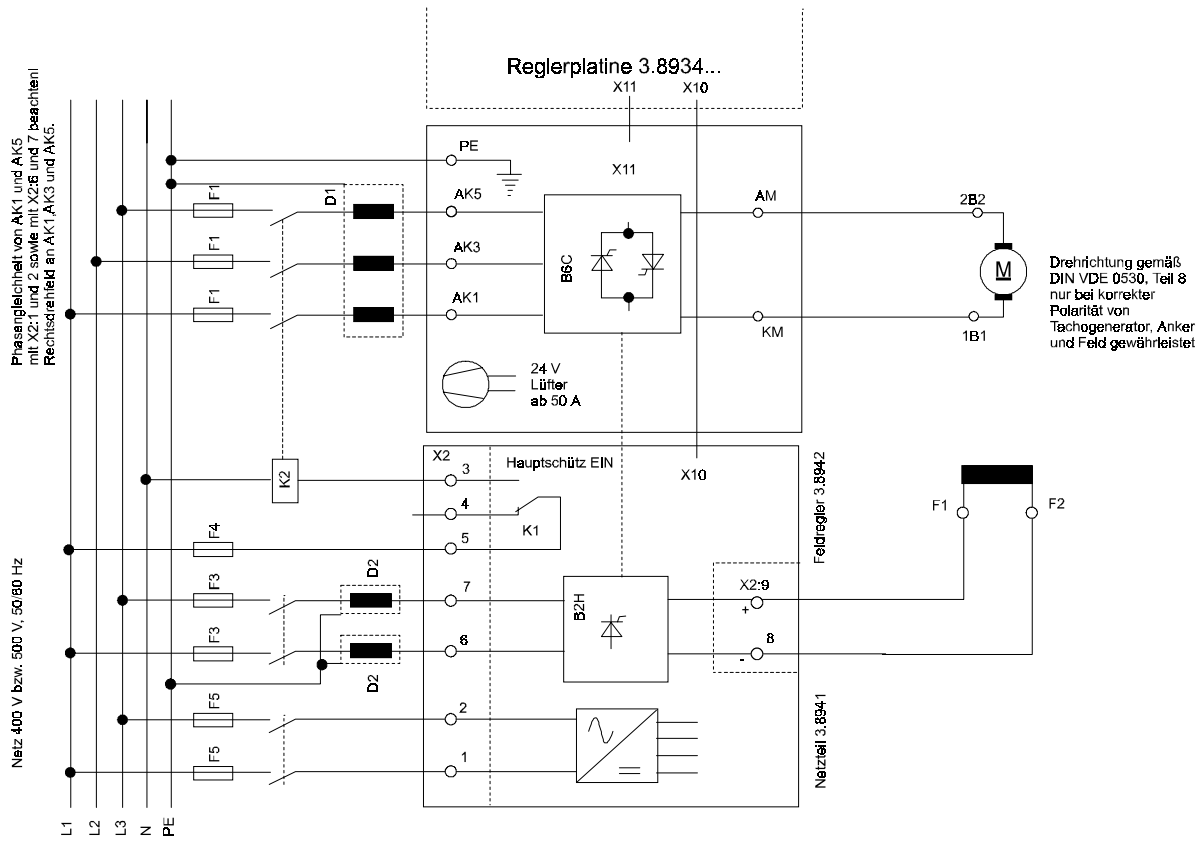 Reglerplatine 3.8934...
X11
X10
Phasengleichheit von AK1 und AK5
mit X2:1 und 2 sowie mit X2:6 und 7 beachten!
Rechtsdrehfeld an AK1,AK3 und AK5.
PE
X11
F1
D1
AK5
AM
2B2
F1
AK3
B6C
M
F1
AK1
KM
1B1
Drehrichtung gemäß
DIN VDE 0530, Teil 8
nur bei korrekter
Polarität von
Tachogenerator, Anker
und Feld gewährleistet
24 V
Lüfter
ab 50 A
X2
Hauptschütz EIN
X10
K2
3
4
K1
5
F4
Feldregler 3.8942
F1
F2
Netz 400 V bzw. 500 V, 50/60 Hz
F3
D2
7
B2H
X2:9
+
F3
D2
6
8
-
F5
2
F5
1
Netzteil 3.8941
L1
L2
L3
N
PE